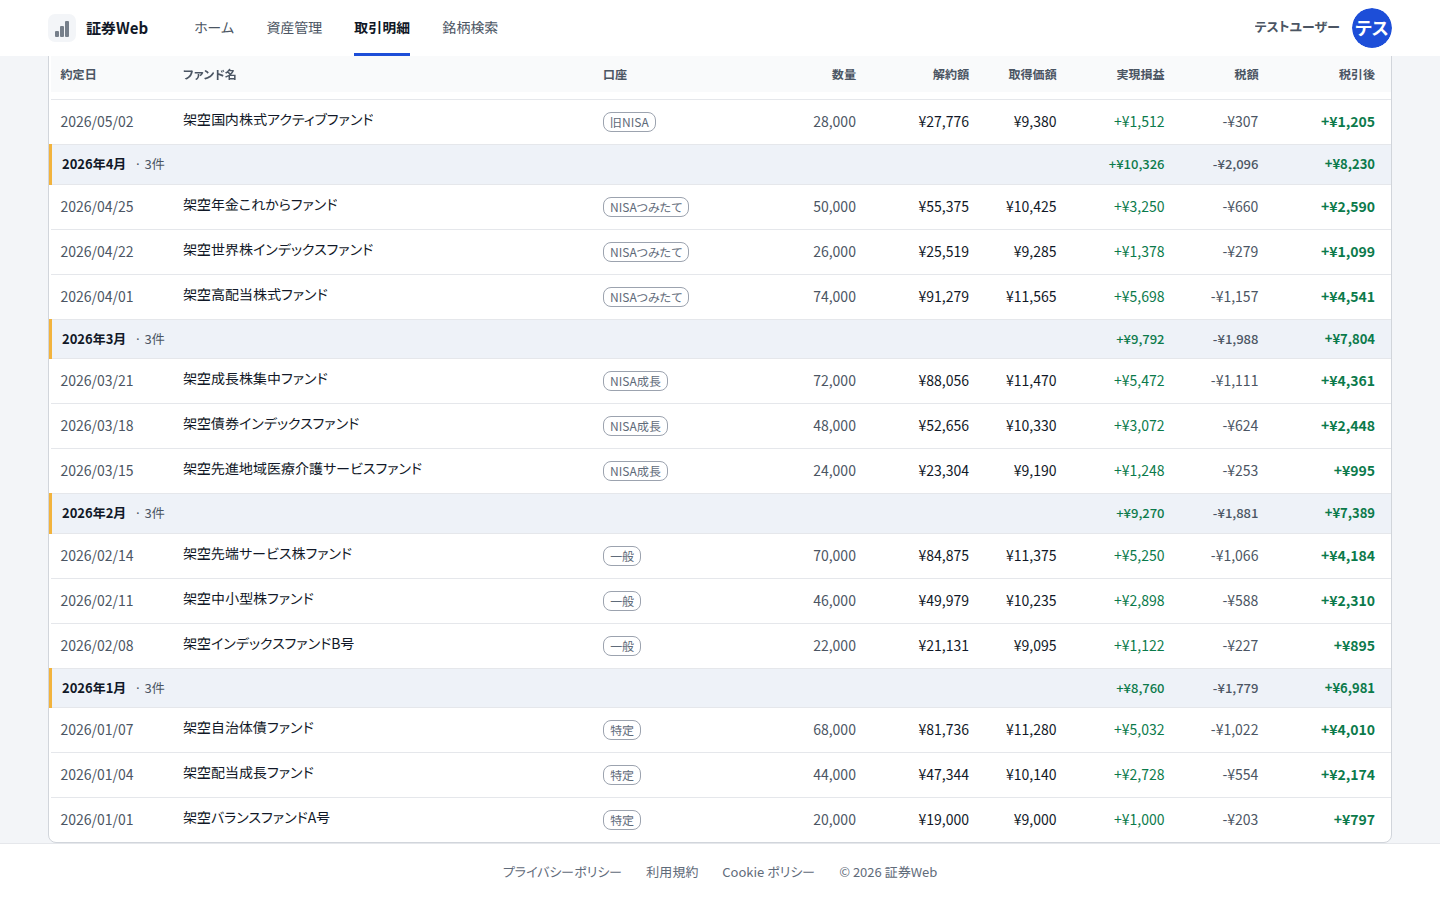 証券Web ホーム 資産管理 取引明細 銘柄検索 テストユーザー テス
約定日 ファンド名 口座 数量 解約額 取得価額 実現損益 税額 税引後
2026/05/02 架空国内株式アクティブファンド 旧NISA 28,000 ¥27,776 ¥9,380 +¥1,512 -¥307 +¥1,205
2026年4月 · 3件 +¥10,326 -¥2,096 +¥8,230
2026/04/25 架空年金これからファンド NISAつみたて 50,000 ¥55,375 ¥10,425 +¥3,250 -¥660 +¥2,590
2026/04/22 架空世界株インデックスファンド NISAつみたて 26,000 ¥25,519 ¥9,285 +¥1,378 -¥279 +¥1,099
2026/04/01 架空高配当株式ファンド NISAつみたて 74,000 ¥91,279 ¥11,565 +¥5,698 -¥1,157 +¥4,541
2026年3月 · 3件 +¥9,792 -¥1,988 +¥7,804
2026/03/21 架空成長株集中ファンド NISA成長 72,000 ¥88,056 ¥11,470 +¥5,472 -¥1,111 +¥4,361
2026/03/18 架空債券インデックスファンド NISA成長 48,000 ¥52,656 ¥10,330 +¥3,072 -¥624 +¥2,448
2026/03/15 架空先進地域医療介護サービスファンド NISA成長 24,000 ¥23,304 ¥9,190 +¥1,248 -¥253 +¥995
2026年2月 · 3件 +¥9,270 -¥1,881 +¥7,389
2026/02/14 架空先端サービス株ファンド 一般 70,000 ¥84,875 ¥11,375 +¥5,250 -¥1,066 +¥4,184
2026/02/11 架空中小型株ファンド 一般 46,000 ¥49,979 ¥10,235 +¥2,898 -¥588 +¥2,310
2026/02/08 架空インデックスファンドB号 一般 22,000 ¥21,131 ¥9,095 +¥1,122 -¥227 +¥895
2026年1月 · 3件 +¥8,760 -¥1,779 +¥6,981
2026/01/07 架空自治体債ファンド 特定 68,000 ¥81,736 ¥11,280 +¥5,032 -¥1,022 +¥4,010
2026/01/04 架空配当成長ファンド 特定 44,000 ¥47,344 ¥10,140 +¥2,728 -¥554 +¥2,174
2026/01/01 架空バランスファンドA号 特定 20,000 ¥19,000 ¥9,000 +¥1,000 -¥203 +¥797
プライバシーポリシー 利用規約 Cookie ポリシー © 2026 証券Web